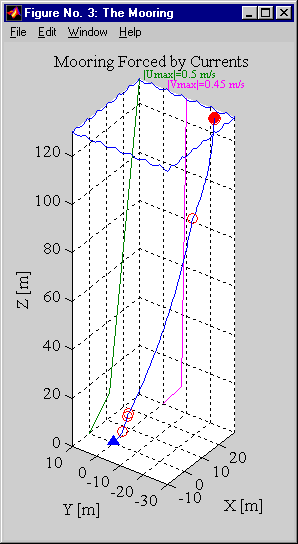 Figure No. 3: The Mooring
File Edit Window Help
Mooring Forced by Currents
|Umax|=0.5 m/s
|Vmax|=0.45 m/s
120
100
80
60
40
20
0
Z [m]
10
0
-10
-20
-30
Y [m]
-10
0
10
20
X [m]